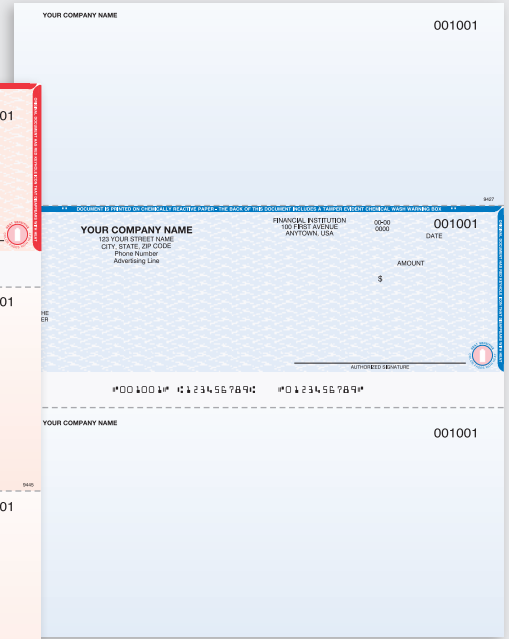 YOUR COMPANY NAME
001001
01
9427
** DOCUMENT IS PRINTED ON CHEMICALLY REACTIVE PAPER - THE BACK OF THIS DOCUMENT INCLUDES A TAMPER EVIDENT CHEMICAL WASH WARNING BOX **
YOUR COMPANY NAME
123 YOUR STREET NAME
CITY, STATE, ZIP CODE
Phone Number
Advertising Line
FINANCIAL INSTITUTION
100 FIRST AVENUE
ANYTOWN, USA
00-00
0000
001001
DATE
AMOUNT
$
01
HE
ER
AUTHORIZED SIGNATURE
⑈001001⑈ ⑆123456789⑆ ⑈0123456789⑈
YOUR COMPANY NAME
001001
9445
01